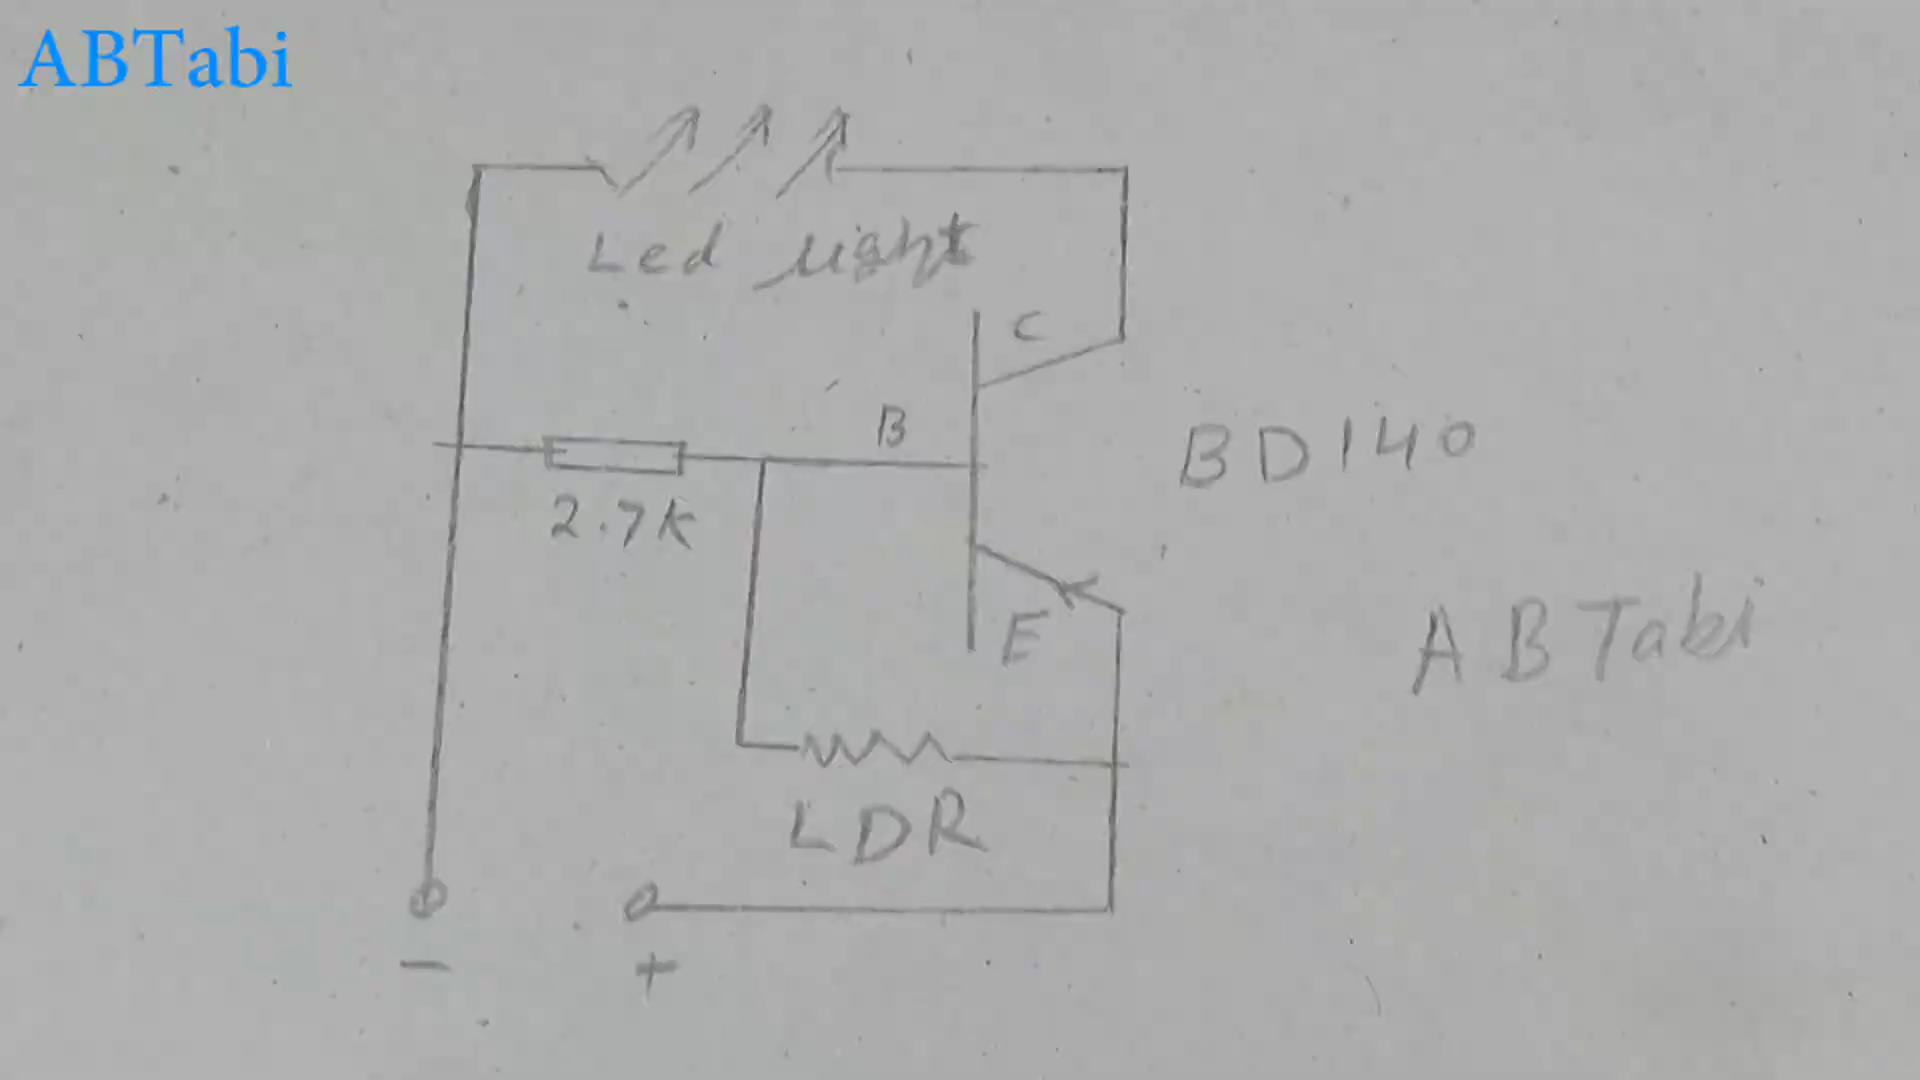 ABTabi
Led light
C
B
BD140
2.7K
E
ABTabi
LDR
- +